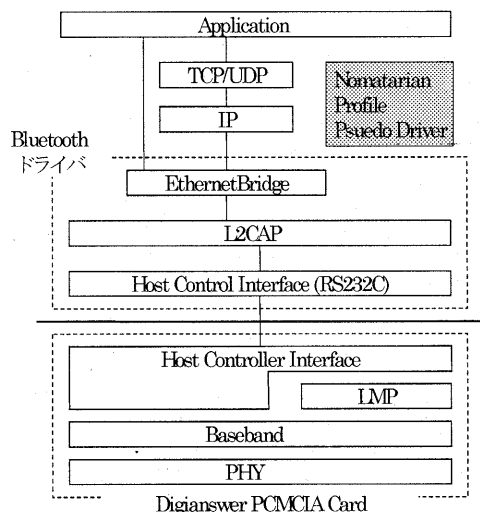 Application
TCP/UDP
IP
Nomatarian
Profile
Psuedo Driver
Bluetooth
ドライバ
EthernetBridge
L2CAP
Host Control Interface (RS232C)
Host Controller Interface
LMP
Baseband
PHY
Digianswer PCMCIA Card